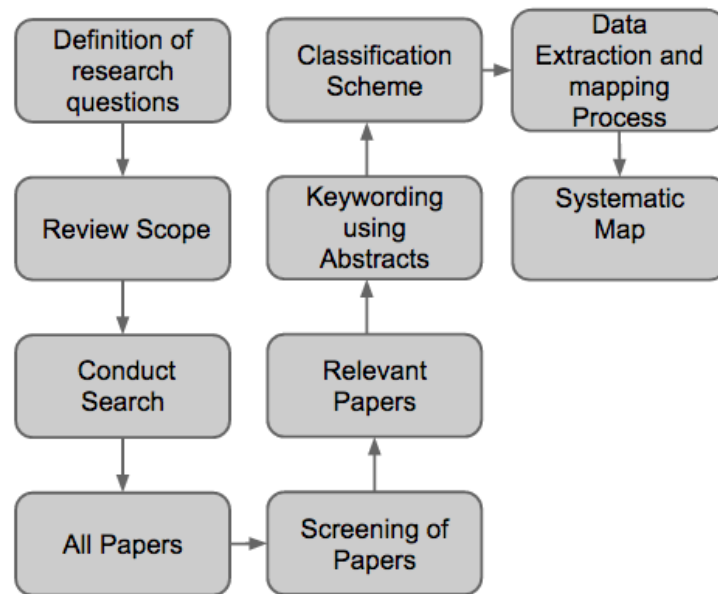 Definition of
research
questions
Review Scope
Conduct
Search
All Papers
Screening of
Papers
Relevant
Papers
Keywording
using
Abstracts
Classification
Scheme
Data
Extraction and
mapping
Process
Systematic
Map